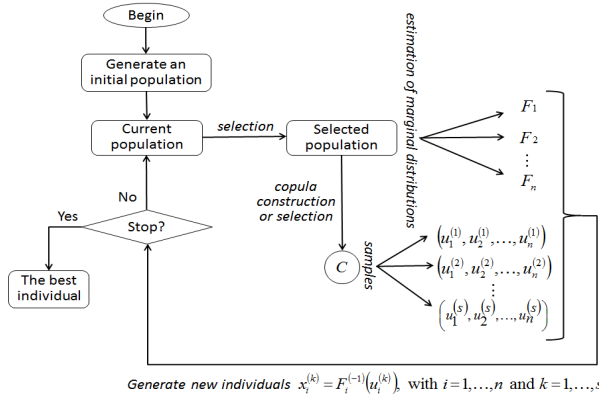 Begin
Generate an
initial population
Current
population
selection
Selected
population
estimation of marginal distributions
F₁
F₂
⋮
Fₙ
No
copula
construction
or selection
Yes
Stop?
The best
individual
C
samples
(u₁⁽¹⁾, u₂⁽¹⁾,..., uₙ⁽¹⁾)
(u₁⁽²⁾, u₂⁽²⁾,..., uₙ⁽²⁾)
⋮
(u₁⁽ˢ⁾, u₂⁽ˢ⁾,..., uₙ⁽ˢ⁾)
Generate new individuals xᵢ⁽ᵏ⁾ = Fᵢ⁽⁻¹⁾(uᵢ⁽ᵏ⁾), with i = 1,...,n and k = 1,...,s